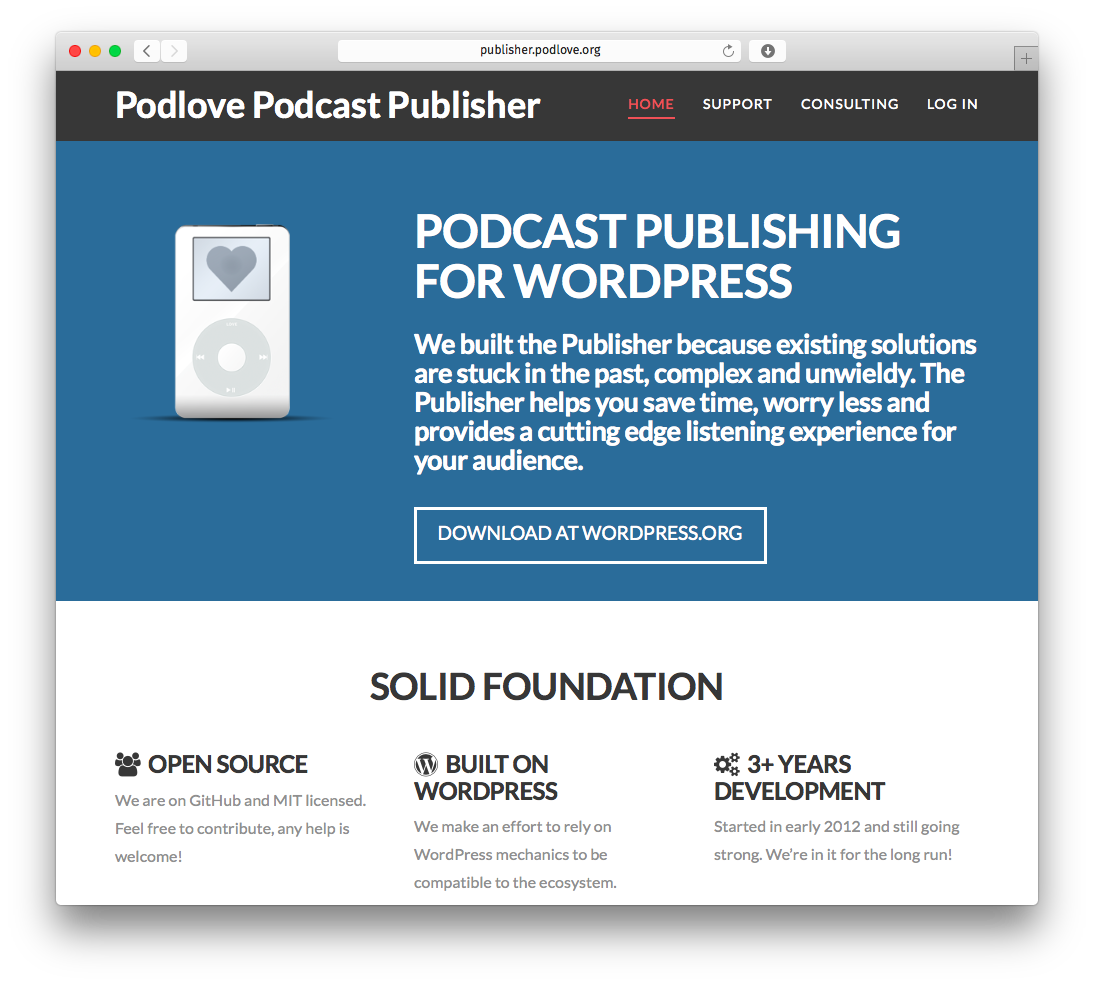 publisher.podlove.org
Podlove Podcast Publisher
HOME SUPPORT CONSULTING LOG IN
PODCAST PUBLISHING
FOR WORDPRESS
We built the Publisher because existing solutions
are stuck in the past, complex and unwieldy. The
Publisher helps you save time, worry less and
provides a cutting edge listening experience for
your audience.
DOWNLOAD AT WORDPRESS.ORG
SOLID FOUNDATION
OPEN SOURCE
We are on GitHub and MIT licensed.
Feel free to contribute, any help is
welcome!
BUILT ON
WORDPRESS
We make an effort to rely on
WordPress mechanics to be
compatible to the ecosystem.
3+ YEARS
DEVELOPMENT
Started in early 2012 and still going
strong. We’re in it for the long run!